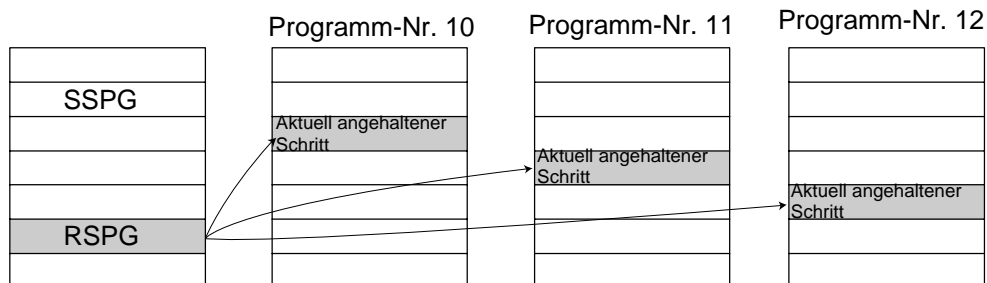 Programm-Nr. 10
Programm-Nr. 11
Programm-Nr. 12
SSPG
Aktuell angehaltener
Schritt
Aktuell angehaltener
Schritt
Aktuell angehaltener
Schritt
RSPG